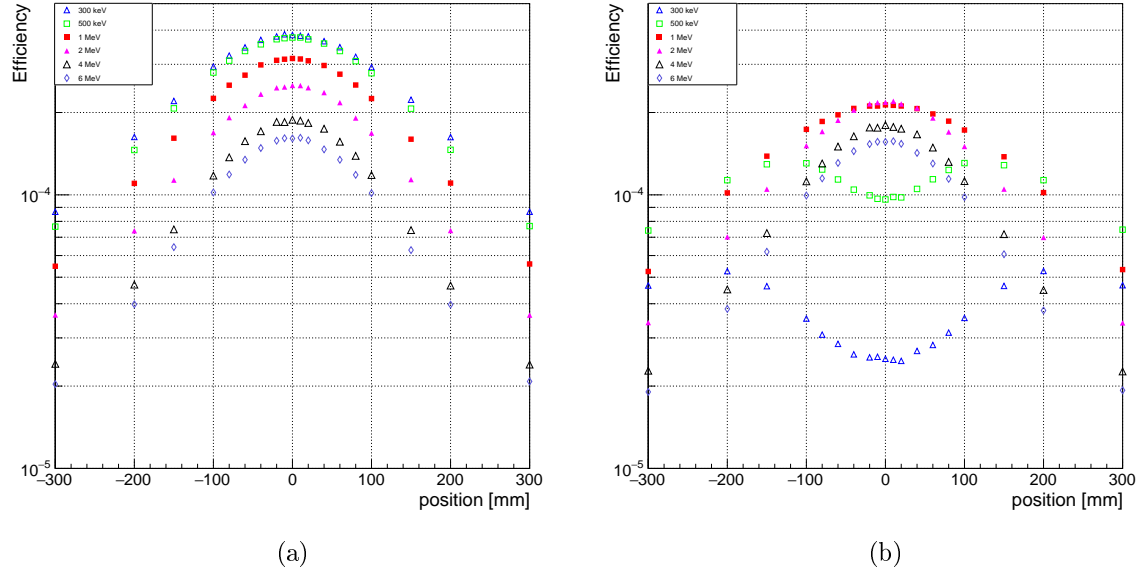 Efficiency
300 keV
500 keV
1 MeV
2 MeV
4 MeV
6 MeV
10⁻⁴
10⁻⁵
−300 −200 −100 0 100 200 300
position [mm]
(a)
Efficiency
300 keV
500 keV
1 MeV
2 MeV
4 MeV
6 MeV
10⁻⁴
10⁻⁵
−300 −200 −100 0 100 200 300
position [mm]
(b)